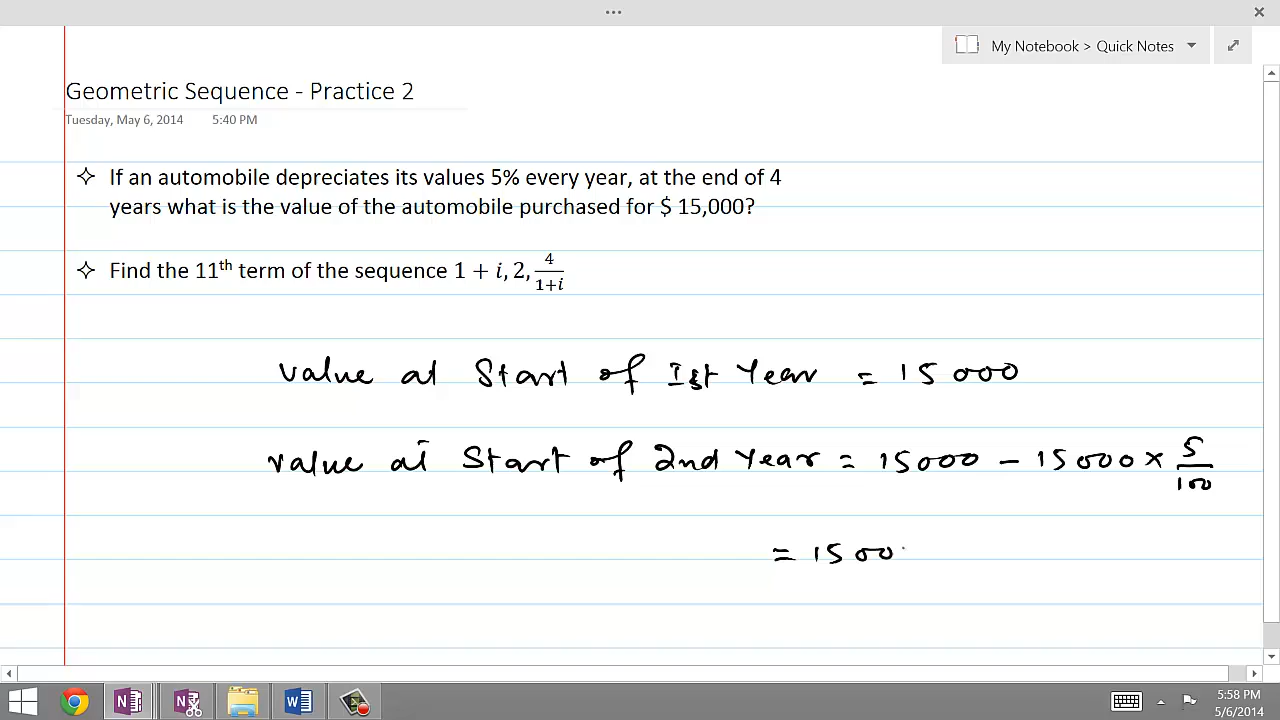 My Notebook > Quick Notes
Geometric Sequence - Practice 2
Tuesday, May 6, 2014 5:40 PM
✧ If an automobile depreciates its values 5% every year, at the end of 4
years what is the value of the automobile purchased for $ 15,000?
✧ Find the 11th term of the sequence 1 + i, 2, 4/(1+i)
value at Start of Ist Year = 15000
value at Start of 2nd Year = 15000 - 15000 × 5/100
= 1500
5:58 PM
5/6/2014